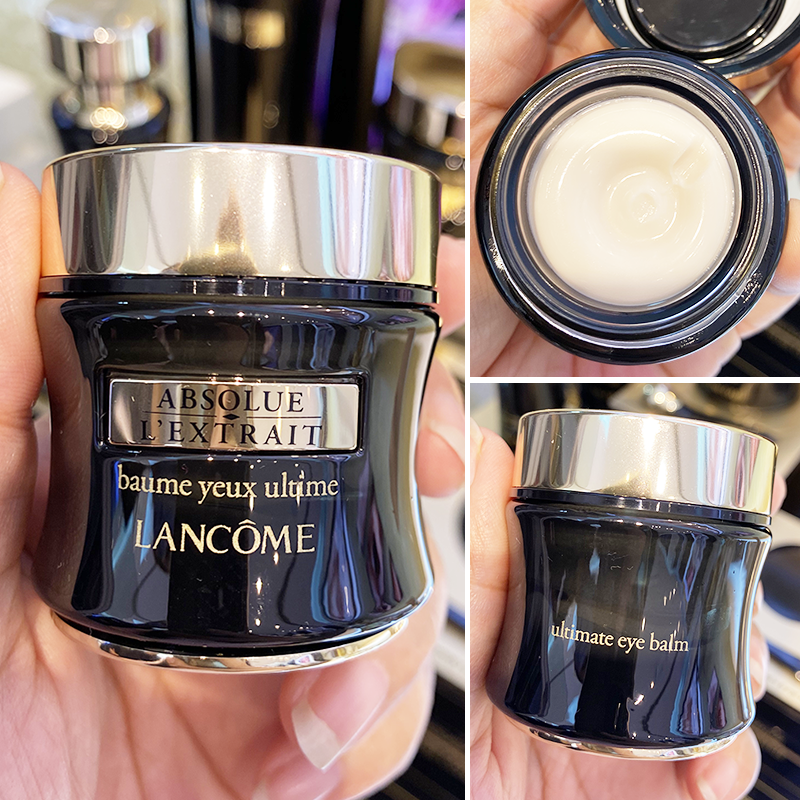 ABSOLUE
L'EXTRAIT
baume yeux ultime
LANCÔME
ultimate eye balm